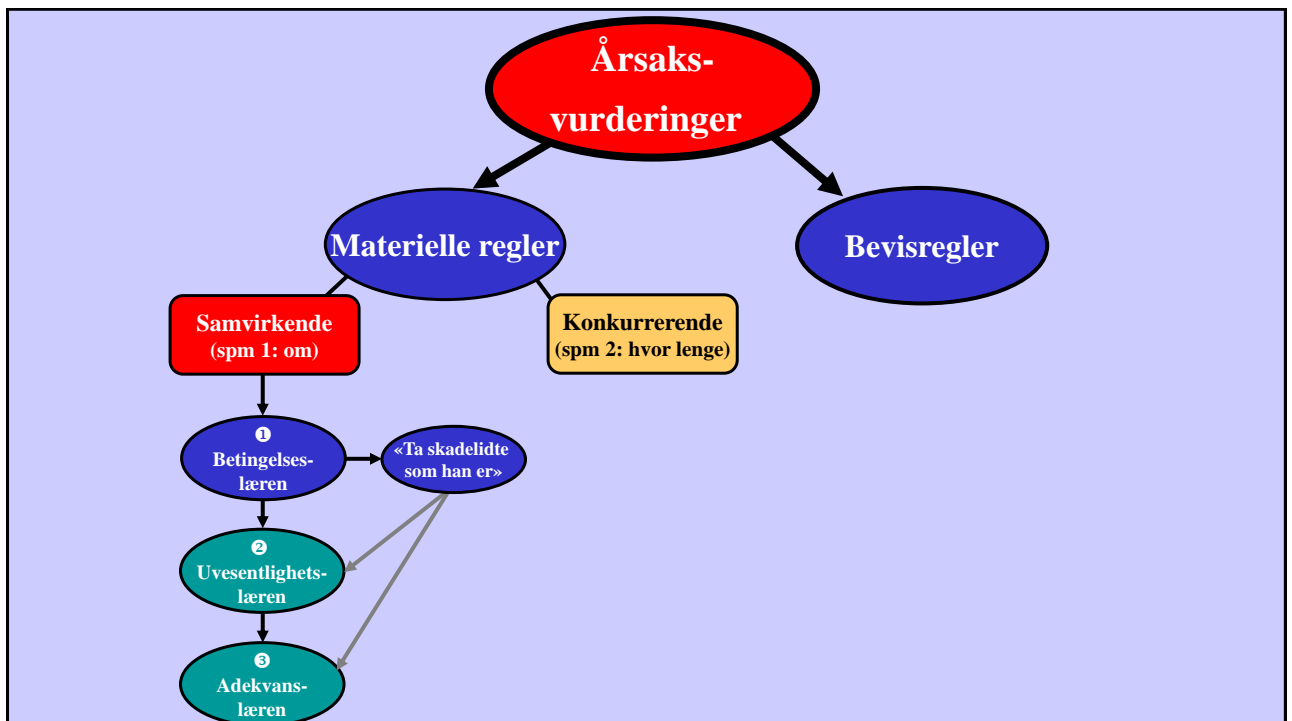 Årsaks-
vurderinger
Materielle regler
Bevisregler
Samvirkende
(spm 1: om)
Konkurrerende
(spm 2: hvor lenge)
❶
Betingelses-
læren
«Ta skadelidte
som han er»
❷
Uvesentlighets-
læren
❸
Adekvans-
læren